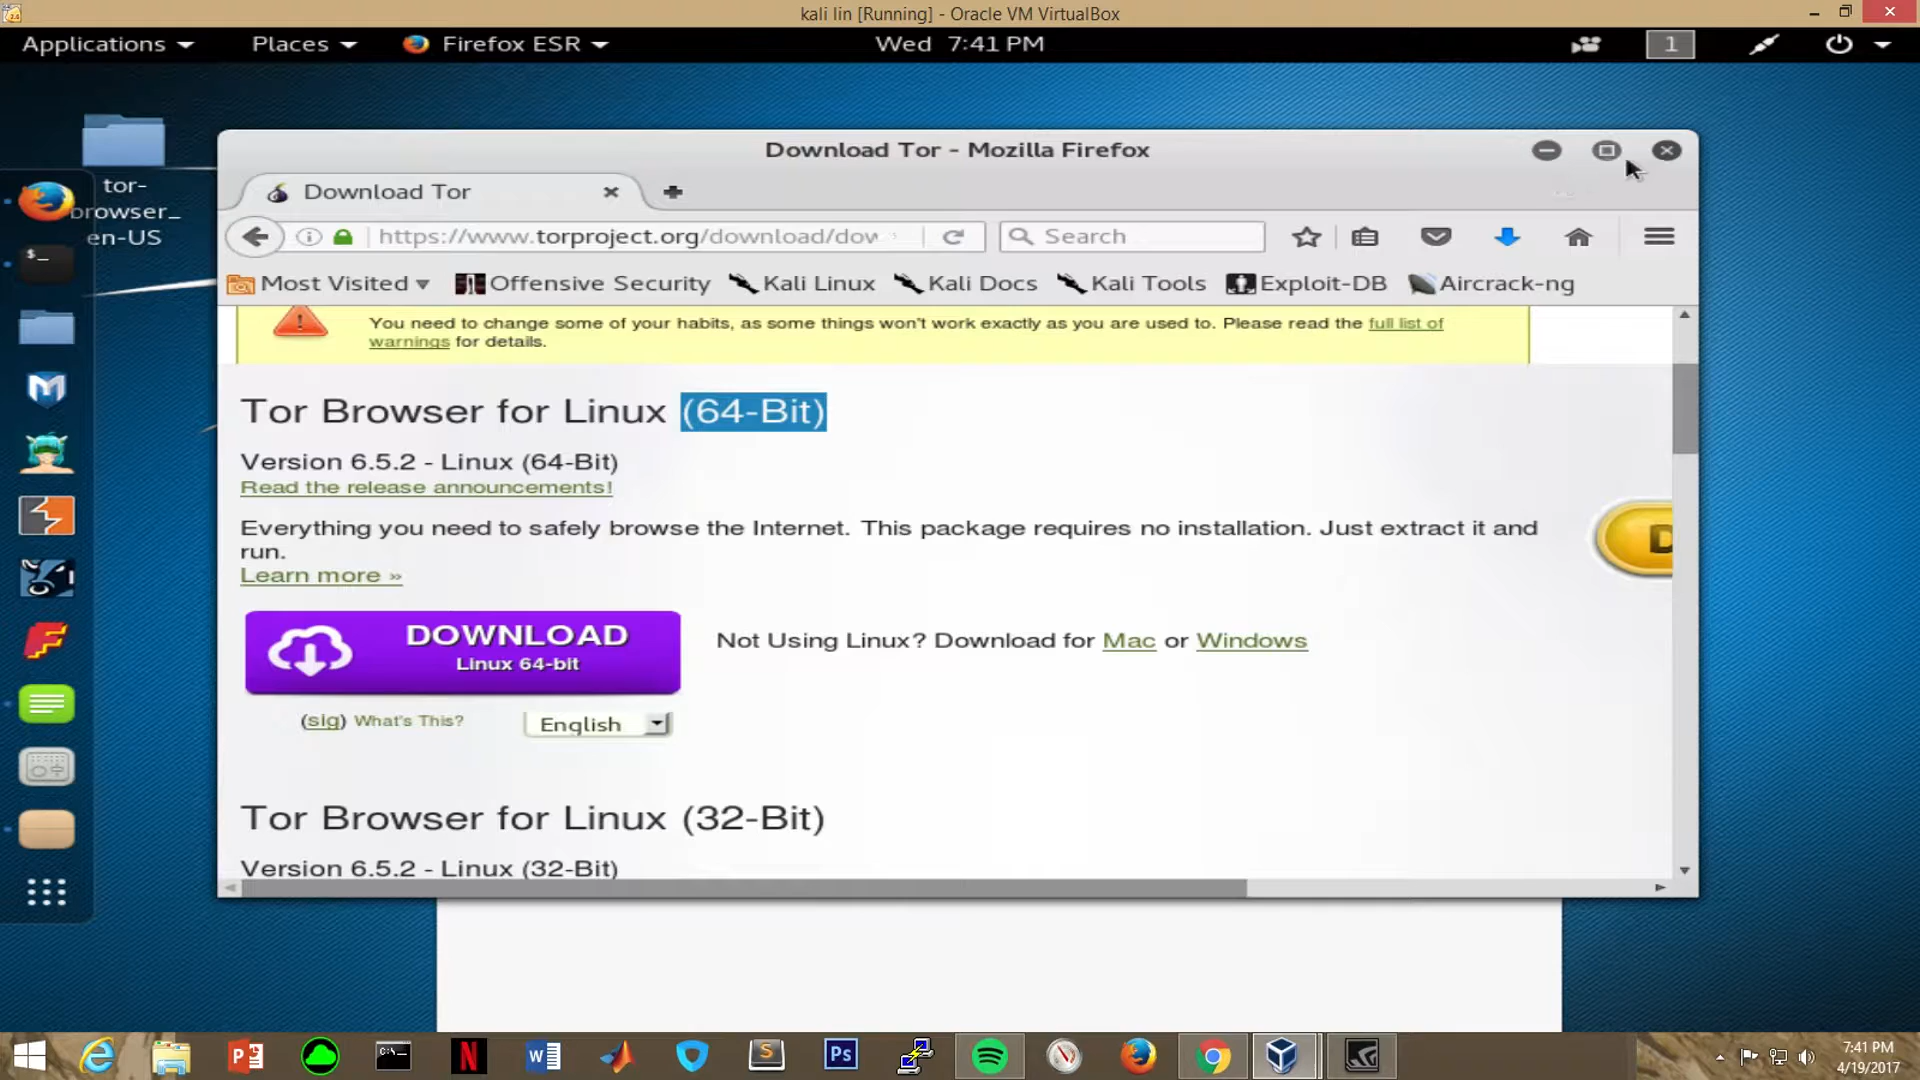 kali lin [Running] - Oracle VM VirtualBox
Applications Places Firefox ESR Wed 7:41 PM 1
tor-
browser_
en-US
Download Tor - Mozilla Firefox
Download Tor
https://www.torproject.org/download/dov Search
Most Visited Offensive Security Kali Linux Kali Docs Kali Tools Exploit-DB Aircrack-ng
You need to change some of your habits, as some things won't work exactly as you are used to. Please read the full list of
warnings for details.
Tor Browser for Linux (64-Bit)
Version 6.5.2 - Linux (64-Bit)
Read the release announcements!
Everything you need to safely browse the Internet. This package requires no installation. Just extract it and
run.
Learn more »
D
DOWNLOAD
Linux 64-bit
Not Using Linux? Download for Mac or Windows
(sig) What's This? English
Tor Browser for Linux (32-Bit)
Version 6.5.2 - Linux (32-Bit)
7:41 PM
4/19/2017